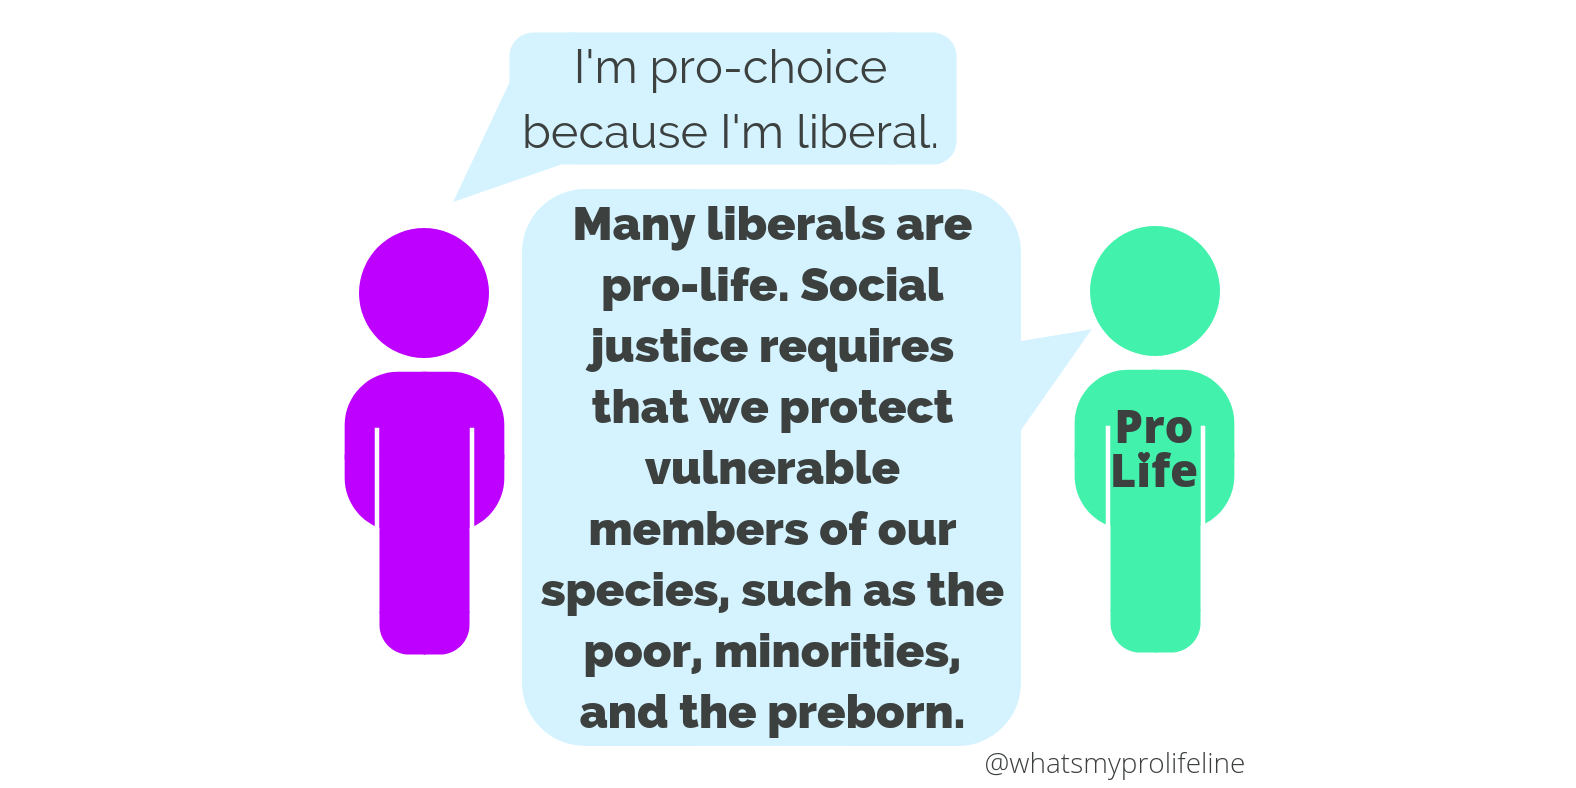 I'm pro-choice
because I'm liberal.
Many liberals are
pro-life. Social
justice requires
that we protect
vulnerable
members of our
species, such as the
poor, minorities,
and the preborn.
Pro
Life
@whatsmyprolifeline